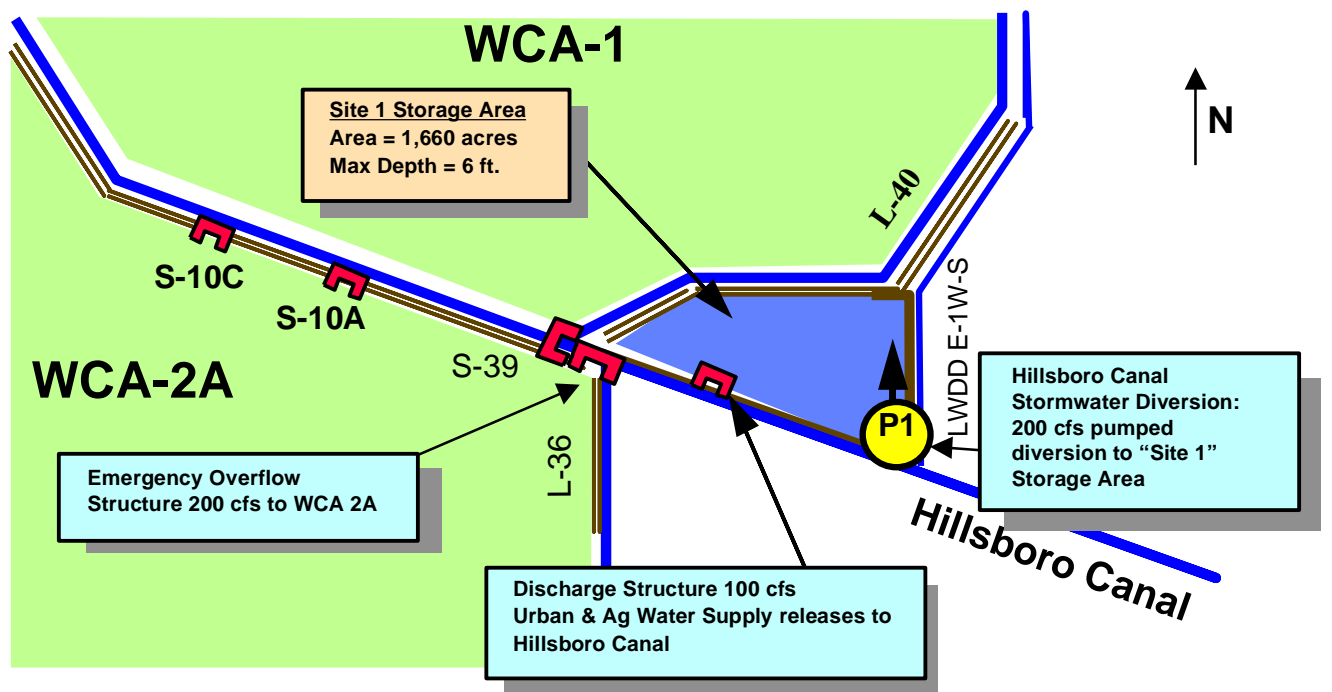 WCA-1
Site 1 Storage Area
Area = 1,660 acres
Max Depth = 6 ft.
N
L-40
S-10C
S-10A
S-39
WCA-2A
LWDD E-1W-S
P1
Hillsboro Canal
Stormwater Diversion:
200 cfs pumped
diversion to “Site 1”
Storage Area
Emergency Overflow
Structure 200 cfs to WCA 2A
L-36
Hillsboro Canal
Discharge Structure 100 cfs
Urban & Ag Water Supply releases to
Hillsboro Canal